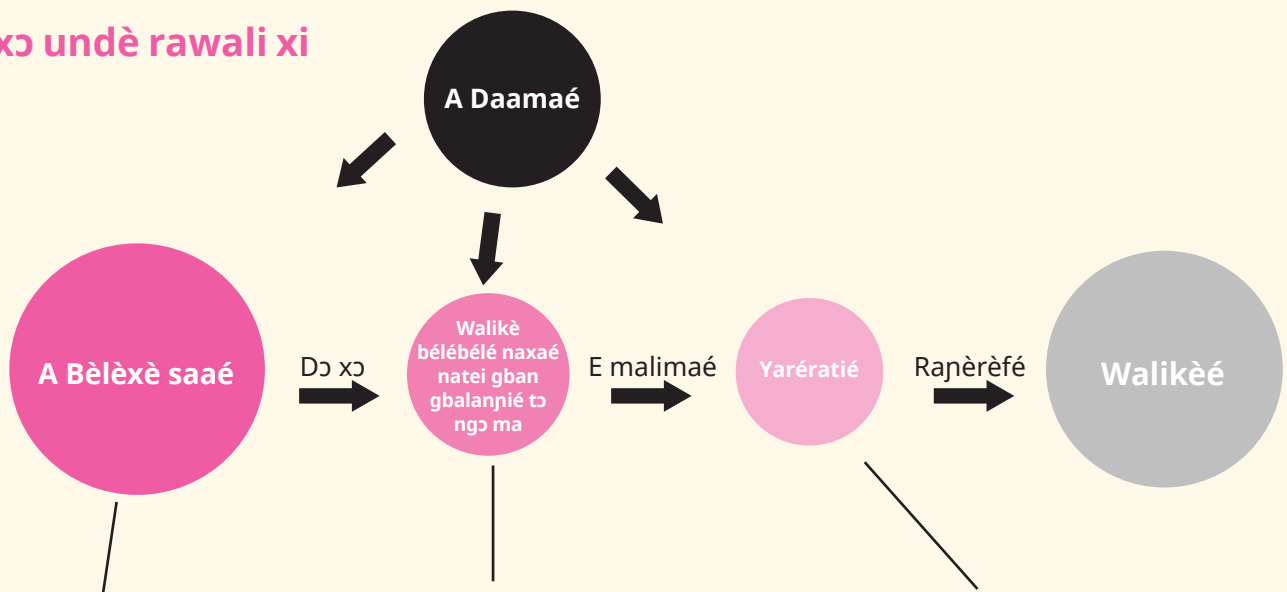 xɔ undè rawali xi
A Daamaé
A Bèlèxè saaé
Dɔ xɔ
Walikè
bélébélé naxaé
natei gban
gbalaŋɲié tɔ
ngɔ ma
E malimaé
Yarératié
Raɲèrèfé
Walikèé